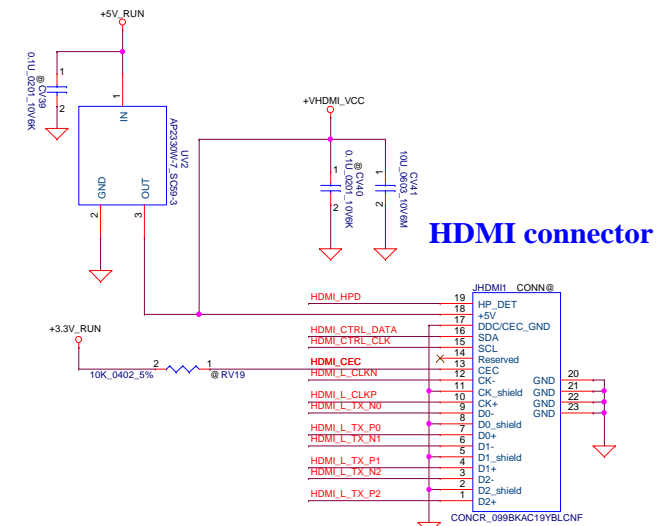 +5V_RUN
0.1U_0201_10V6K
@CV39
1
2
1
IN
UV2
AP2330W-7_SC59-3
GND
OUT
2
3
+VHDMI_VCC
1
2
@CV40
0.1U_0201_10V6K
1
2
CV41
10U_0603_10V6M
HDMI connector
JHDMI1 CONN@
HDMI_HPD 19 HP_DET
18 +5V
17 DDC/CEC_GND
HDMI_CTRL_DATA 16 SDA
HDMI_CTRL_CLK 15 SCL
14 Reserved
+3.3V_RUN
2 1
10K_0402_5% @RV19
HDMI_CEC 13 CEC
HDMI_L_CLKN 12 CK-
11 CK_shield
HDMI_L_CLKP 10 CK+
HDMI_L_TX_N0 9 D0-
8 D0_shield
HDMI_L_TX_P0 7 D0+
HDMI_L_TX_N1 6 D1-
5 D1_shield
HDMI_L_TX_P1 4 D1+
HDMI_L_TX_N2 3 D2-
2 D2_shield
HDMI_L_TX_P2 1 D2+
GND 20
GND 21
GND 22
GND 23
CONCR_099BKAC19YBLCNF